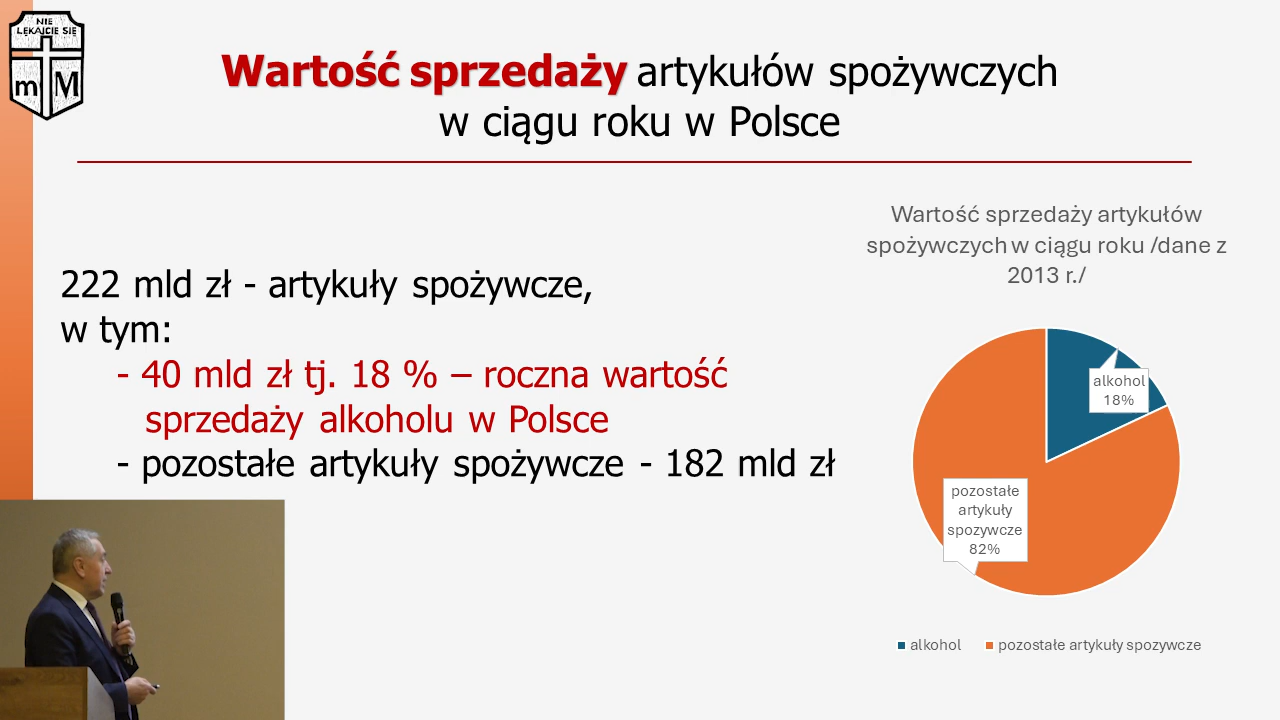 NIE
LĘKAJCIE SIĘ
m M
Wartość sprzedaży artykułów spożywczych
w ciągu roku w Polsce
222 mld zł - artykuły spożywcze,
w tym:
- 40 mld zł tj. 18 % – roczna wartość
sprzedaży alkoholu w Polsce
- pozostałe artykuły spożywcze - 182 mld zł
Wartość sprzedaży artykułów
spożywczych w ciągu roku /dane z
2013 r./
alkohol
18%
pozostałe
artykuły
spozywcze
82%
alkohol
pozostałe artykuły spozywcze